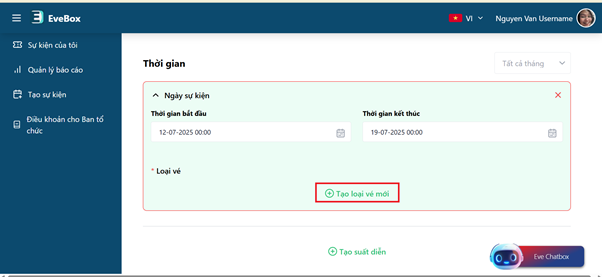 EveBox
VI
Nguyen Van Username
Sự kiện của tôi
Quản lý báo cáo
Tạo sự kiện
Điều khoản cho Ban tổ
chức
Thời gian
Tất cả tháng
Ngày sự kiện
Thời gian bắt đầu
Thời gian kết thúc
12-07-2025 00:00
19-07-2025 00:00
* Loại vé
Tạo loại vé mới
Tạo suất diễn
Eve Chatbox